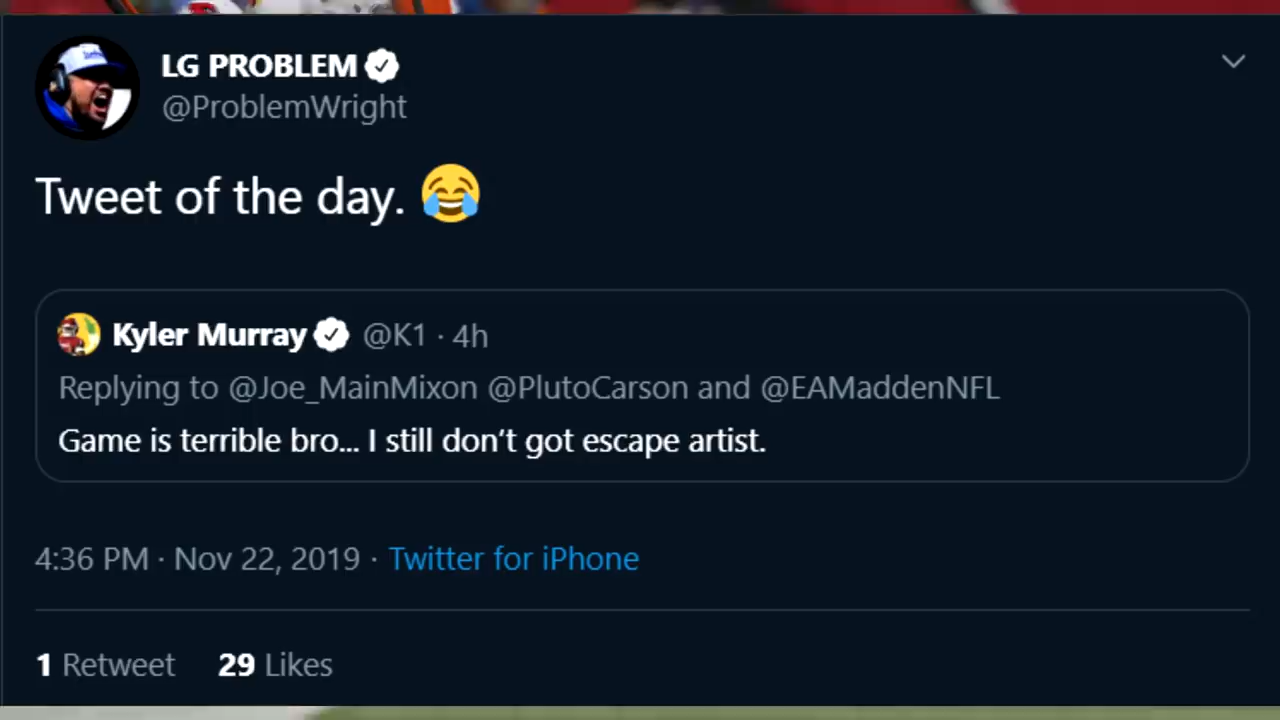 LG PROBLEM
@ProblemWright
Tweet of the day. 😂
Kyler Murray @K1 · 4h
Replying to @Joe_MainMixon @PlutoCarson and @EAMaddenNFL
Game is terrible bro... I still don’t got escape artist.
4:36 PM · Nov 22, 2019 · Twitter for iPhone
1 Retweet 29 Likes